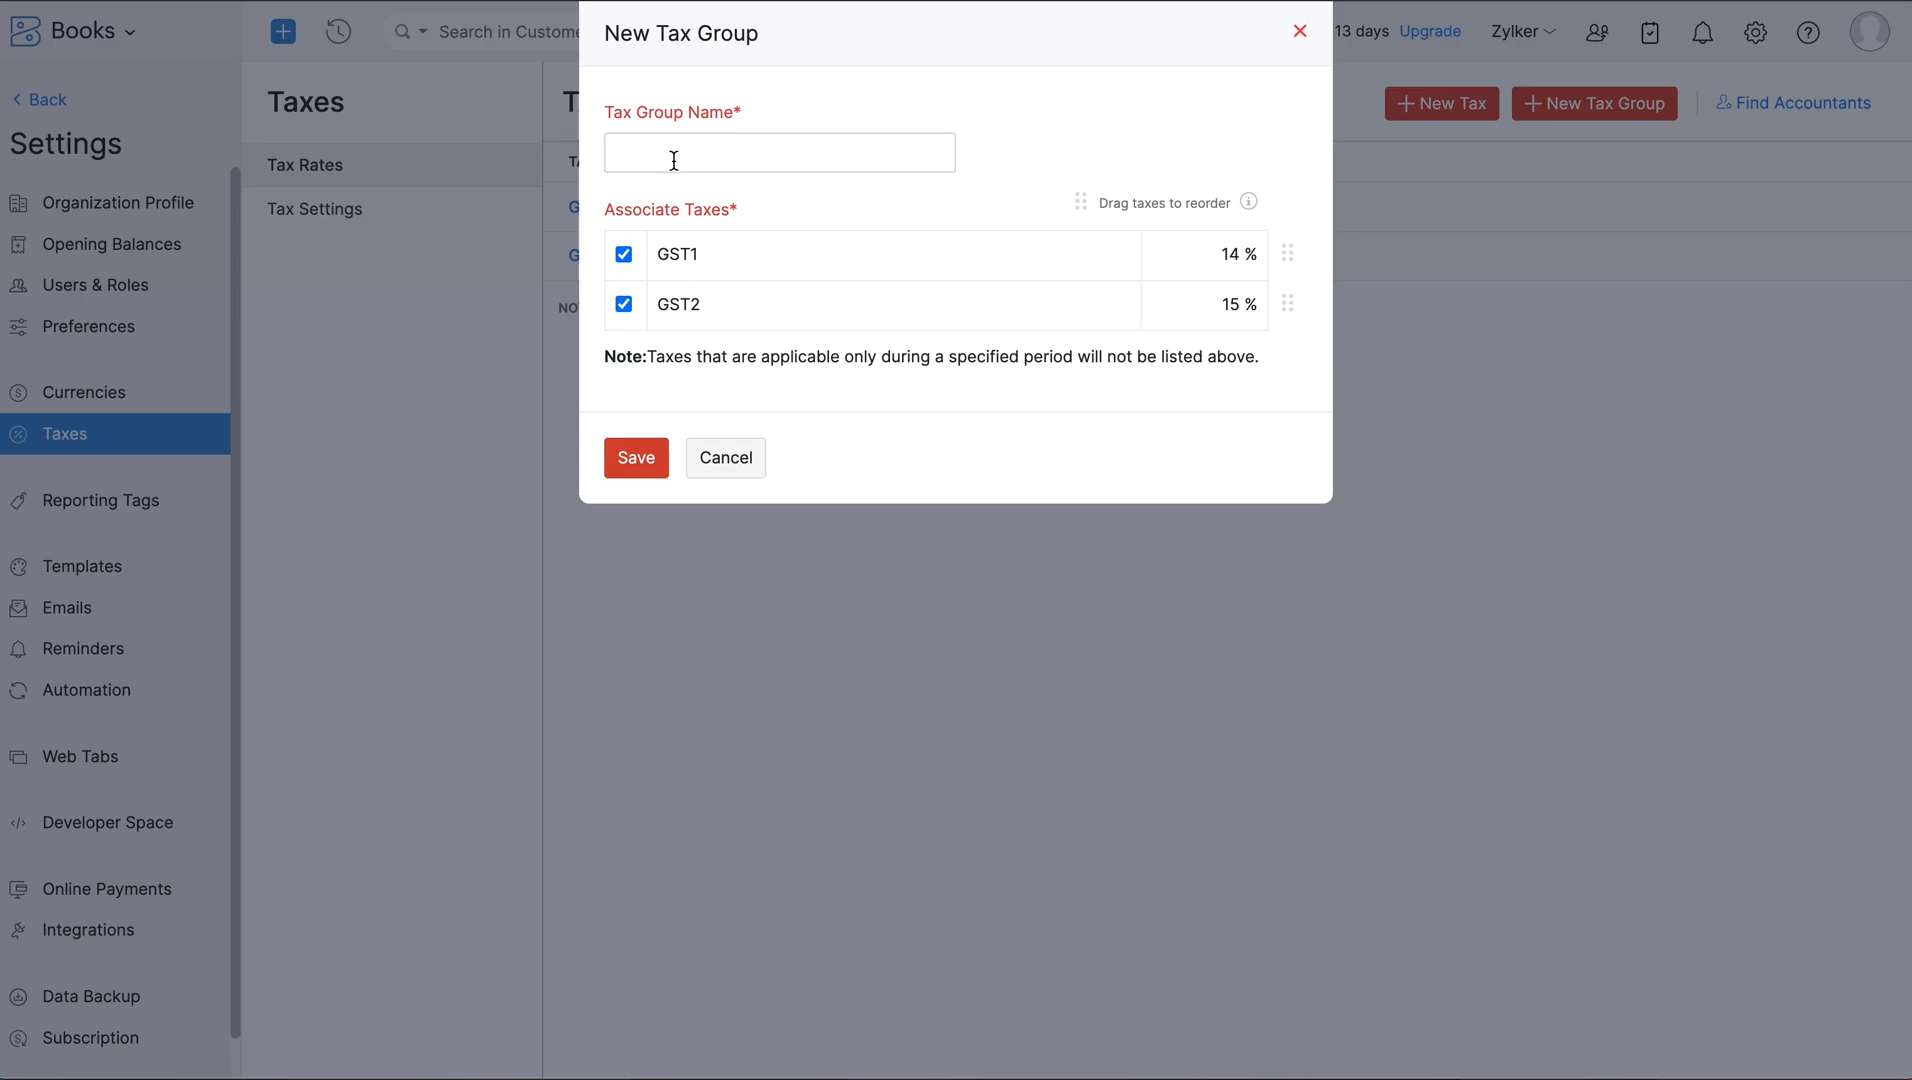 Books
Search in Custome
13 days Upgrade
Zylker
Back
Settings
Organization Profile
Opening Balances
Users & Roles
Preferences
Currencies
Taxes
Reporting Tags
Templates
Emails
Reminders
Automation
Web Tabs
Developer Space
Online Payments
Integrations
Data Backup
Subscription
Taxes
Tax Rates
Tax Settings
New Tax
New Tax Group
Find Accountants
New Tax Group
Tax Group Name*
Associate Taxes*
Drag taxes to reorder
GST1 14 %
GST2 15 %
Note:Taxes that are applicable only during a specified period will not be listed above.
Save Cancel